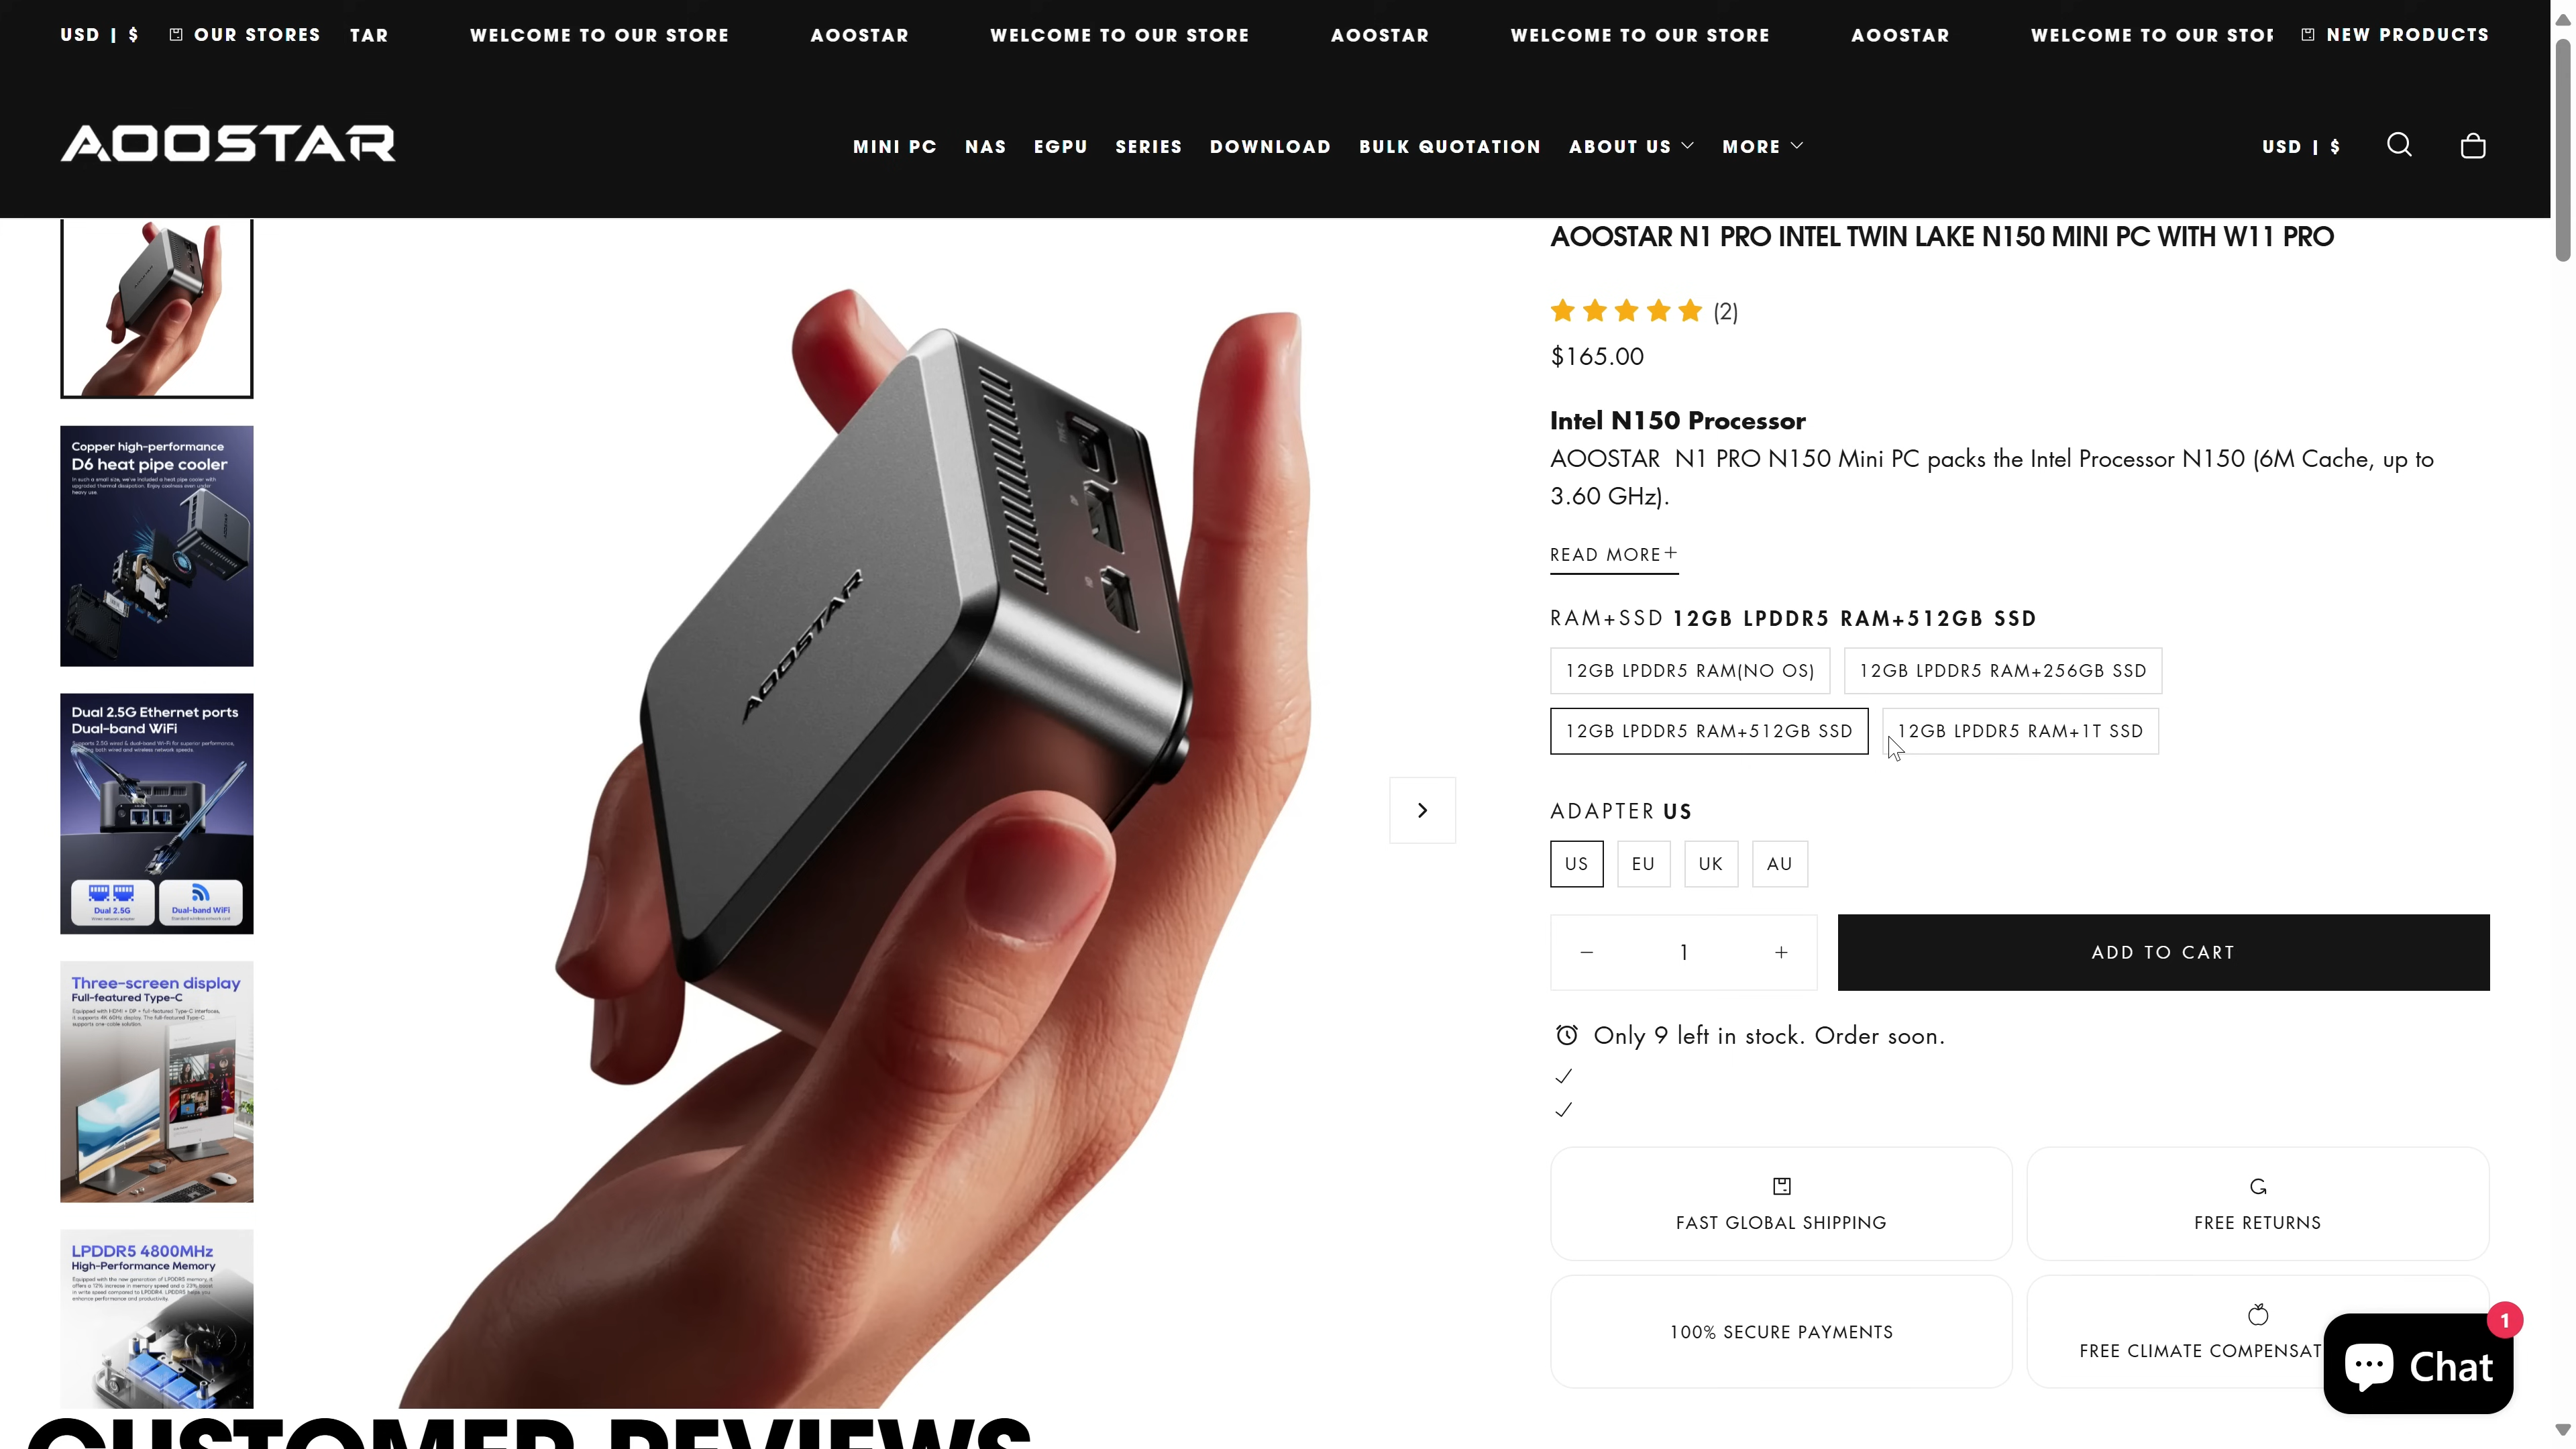 USD | $ OUR STORES TAR WELCOME TO OUR STORE AOOSTAR WELCOME TO OUR STORE AOOSTAR WELCOME TO OUR STORE AOOSTAR WELCOME TO OUR STOR NEW PRODUCTS
AOOSTAR MINI PC NAS EGPU SERIES DOWNLOAD BULK QUOTATION ABOUT US MORE USD | $
AOOSTAR N1 PRO INTEL TWIN LAKE N150 MINI PC WITH W11 PRO
(2)
$165.00
Intel N150 Processor
AOOSTAR N1 PRO N150 Mini PC packs the Intel Processor N150 (6M Cache, up to
3.60 GHz).
READ MORE+
RAM+SSD 12GB LPDDR5 RAM+512GB SSD
12GB LPDDR5 RAM(NO OS) 12GB LPDDR5 RAM+256GB SSD
12GB LPDDR5 RAM+512GB SSD 12GB LPDDR5 RAM+1T SSD
ADAPTER US
US EU UK AU
− 1 + ADD TO CART
Only 9 left in stock. Order soon.
FAST GLOBAL SHIPPING FREE RETURNS
100% SECURE PAYMENTS FREE CLIMATE COMPENSAT
Chat 1
AOOSTAR
Copper high-performance
D6 heat pipe cooler
Dual 2.5G Ethernet ports
Dual-band WiFi
Dual 2.5G Dual-band WiFi
Three-screen display
Full-featured Type-C
LPDDR5 4800MHz
High-Performance Memory
CUSTOMER REVIEWS